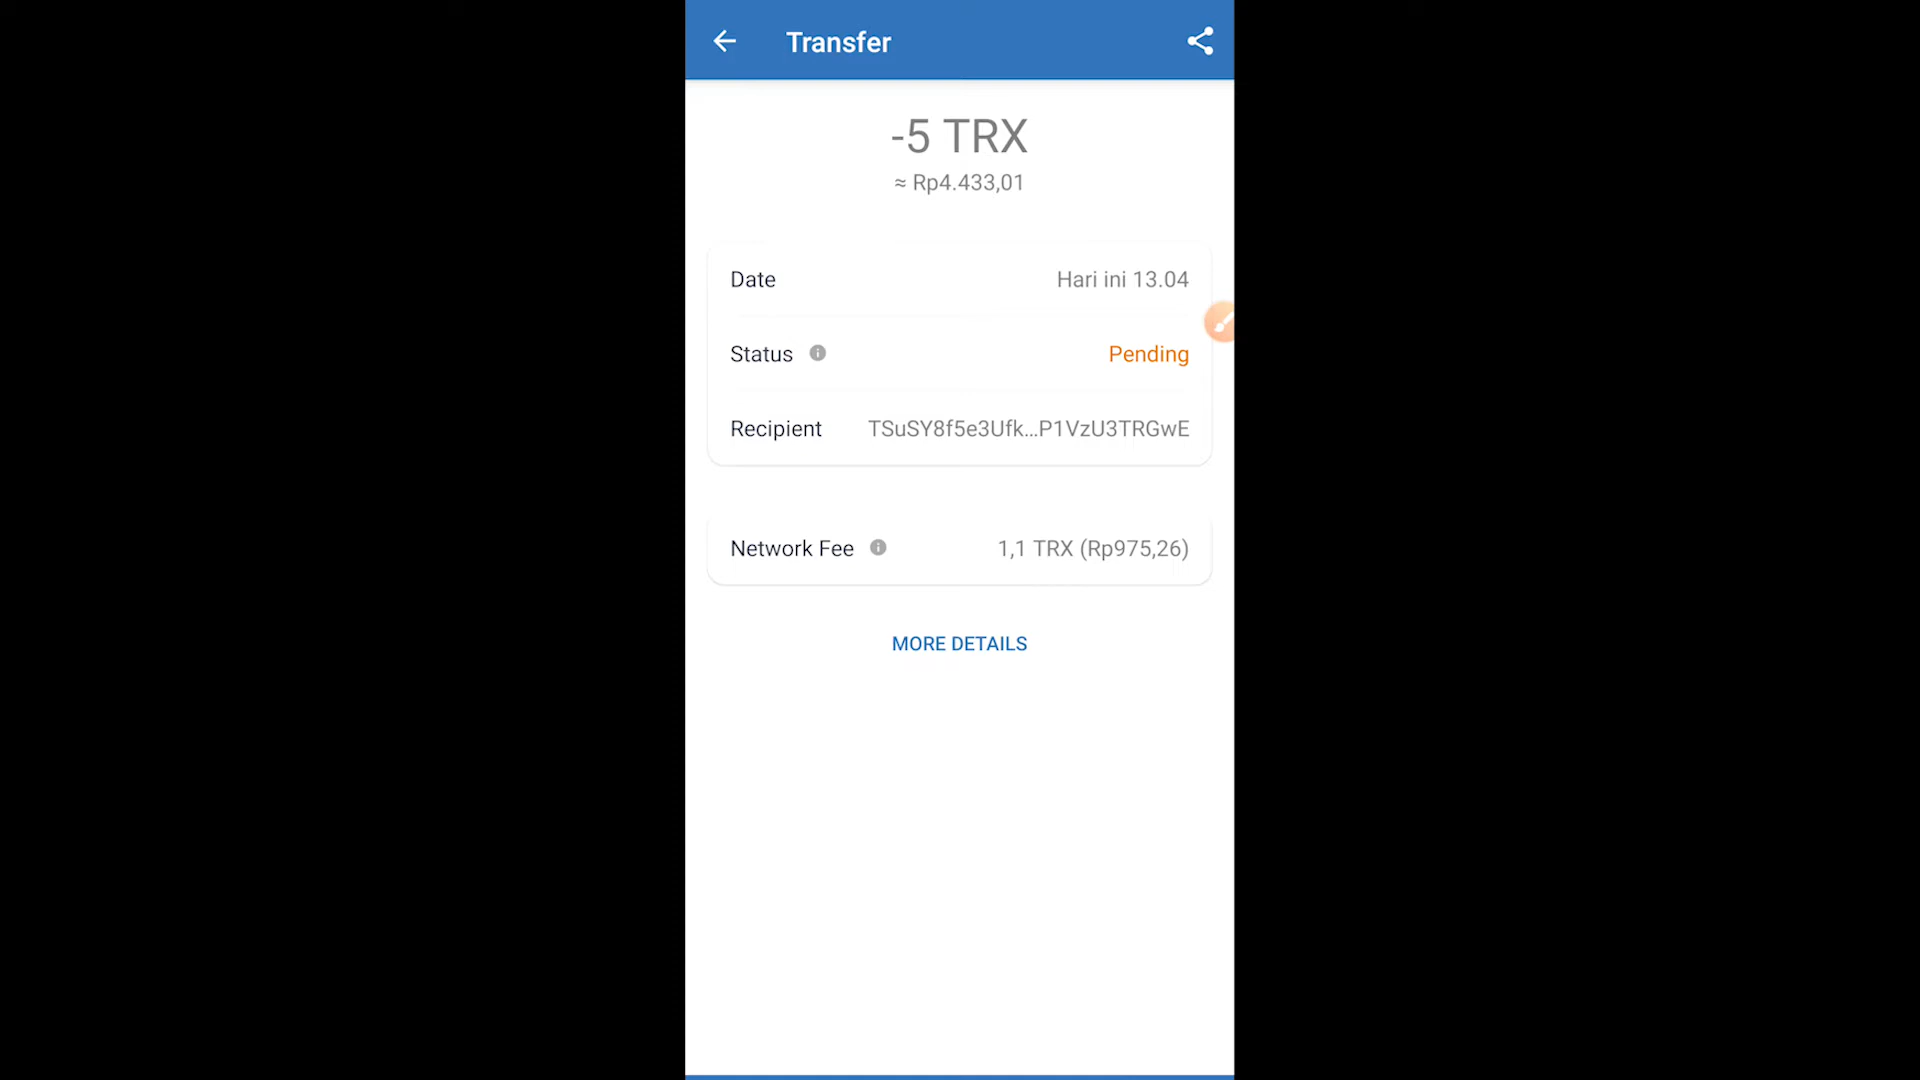 Transfer
-5 TRX
≈ Rp4.433,01
Date Hari ini 13.04
Status Pending
Recipient TSuSY8f5e3Ufk...P1VzU3TRGwE
Network Fee 1,1 TRX (Rp975,26)
MORE DETAILS